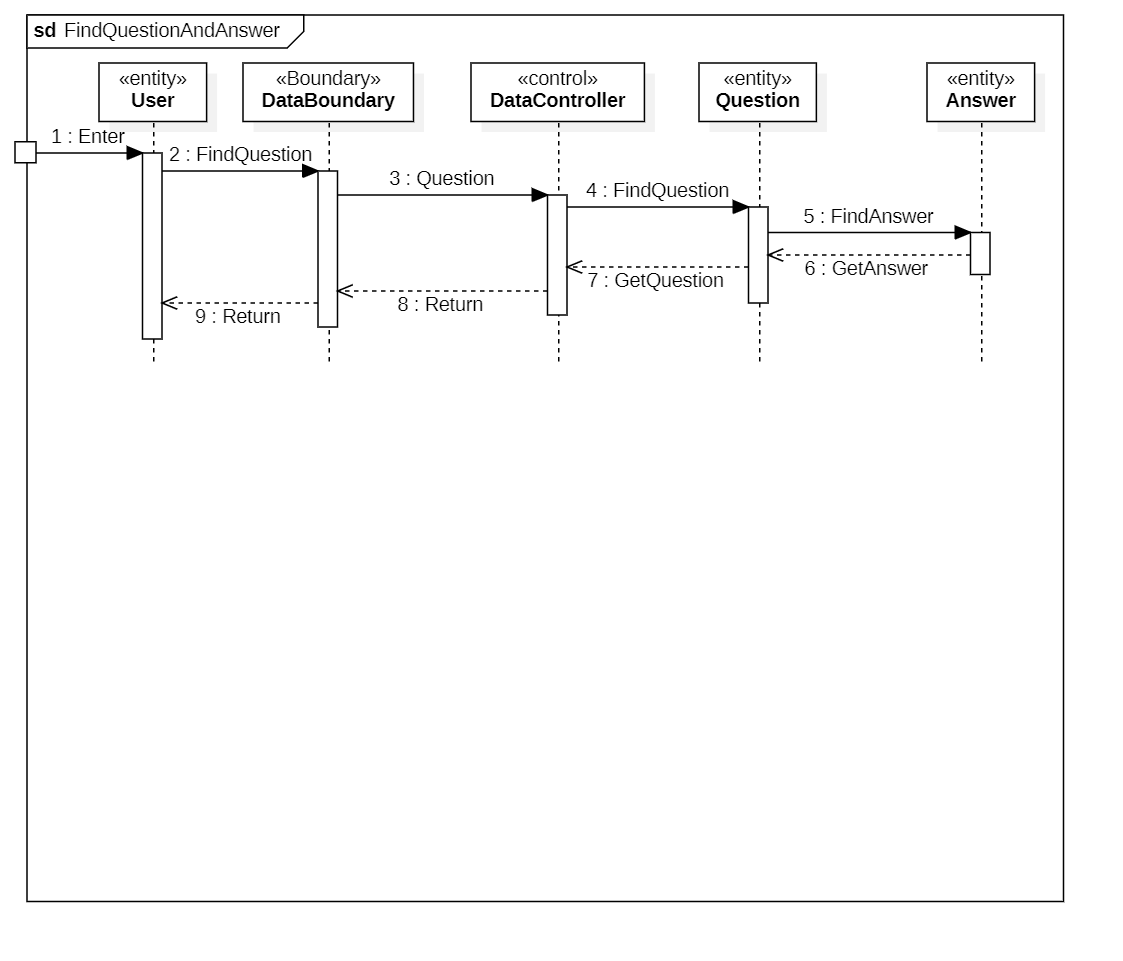 sd FindQuestionAndAnswer
«entity»
User
«Boundary»
DataBoundary
«control»
DataController
«entity»
Question
«entity»
Answer
1 : Enter
2 : FindQuestion
3 : Question
4 : FindQuestion
5 : FindAnswer
6 : GetAnswer
7 : GetQuestion
8 : Return
9 : Return